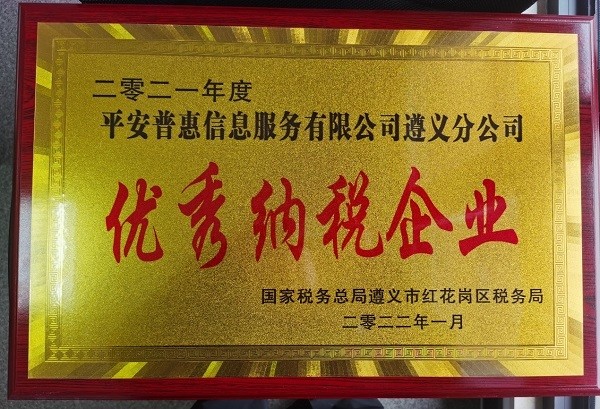 二零二一年度
平安普惠信息服务有限公司遵义分公司
优秀纳税企业
国家税务总局遵义市红花岗区税务局
二零二二年一月